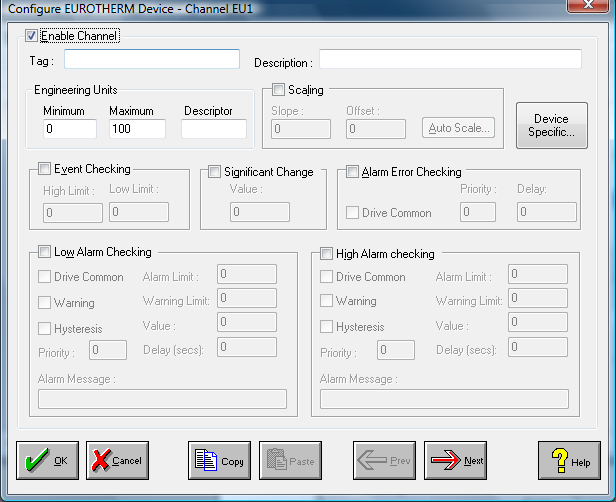 Configure EUROTHERM Device - Channel EU1
Enable Channel
Tag :
Description :
Engineering Units
Minimum
Maximum
Descriptor
0
100
Scaling
Slope :
Offset :
0
0
Auto Scale...
Device
Specific...
Event Checking
High Limit :
Low Limit :
0
0
Significant Change
Value :
0
Alarm Error Checking
Priority :
Delay:
Drive Common
0
0
Low Alarm Checking
Drive Common
Alarm Limit :
0
Warning
Warning Limit:
0
Hysteresis
Value :
0
Priority :
0
Delay (secs):
0
Alarm Message :
High Alarm checking
Drive Common
Alarm Limit :
0
Warning
Warning Limit:
0
Hysteresis
Value :
0
Priority :
0
Delay (secs):
0
Alarm Message :
OK
Cancel
Copy
Paste
Prev
Next
Help